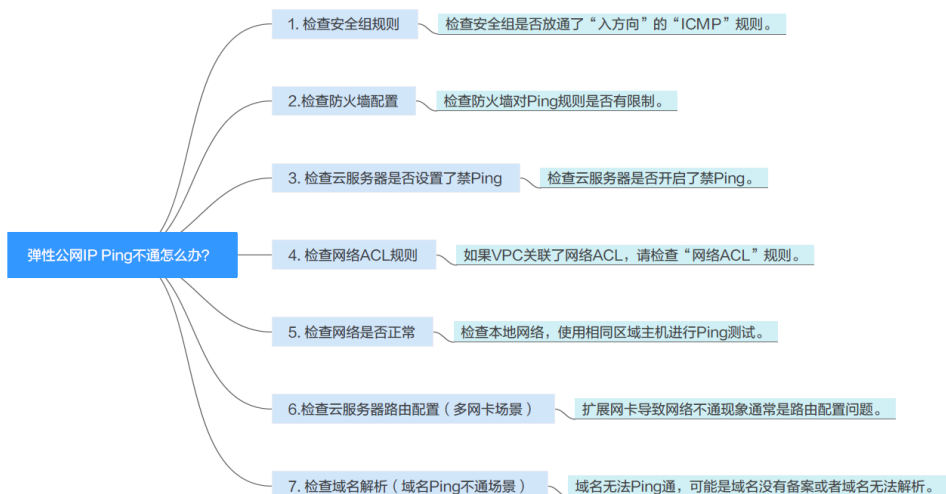 弹性公网IP Ping不通怎么办?
1. 检查安全组规则
检查安全组是否放通了“入方向”的“ICMP”规则。
2.检查防火墙配置
检查防火墙对Ping规则是否有限制。
3. 检查云服务器是否设置了禁Ping
检查云服务器是否开启了禁Ping。
4. 检查网络ACL规则
如果VPC关联了网络ACL，请检查“网络ACL”规则。
5. 检查网络是否正常
检查本地网络，使用相同区域主机进行Ping测试。
6.检查云服务器路由配置（多网卡场景）
扩展网卡导致网络不通现象通常是路由配置问题。
7. 检查域名解析（域名Ping不通场景）
域名无法Ping通，可能是域名没有备案或者域名无法解析。